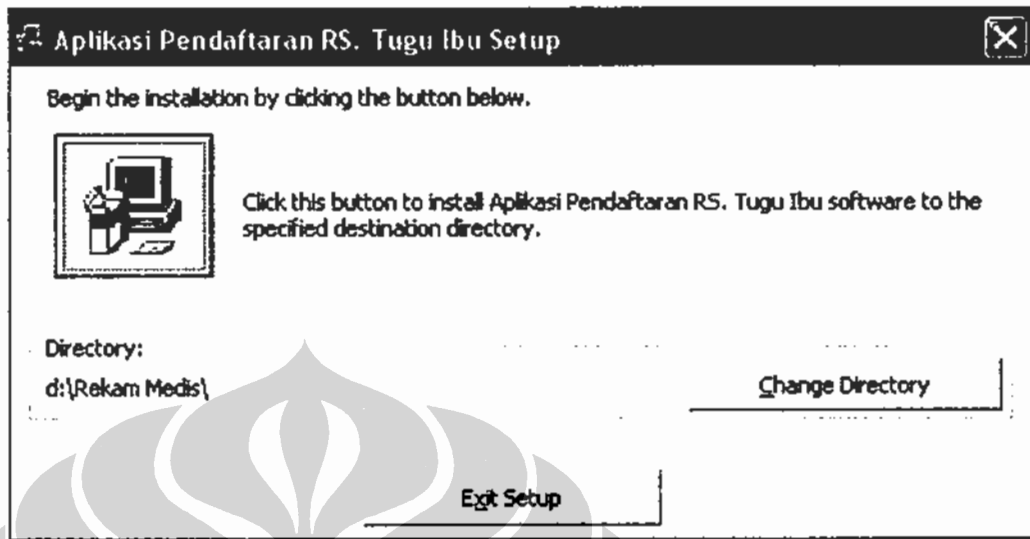 Aplikasi Pendaftaran RS. Tugu Ibu Setup
Begin the installation by clicking the button below.
Click this button to install Aplikasi Pendaftaran RS. Tugu Ibu software to the
specified destination directory.
Directory:
d:\Rekam Medis\
Change Directory
Exit Setup